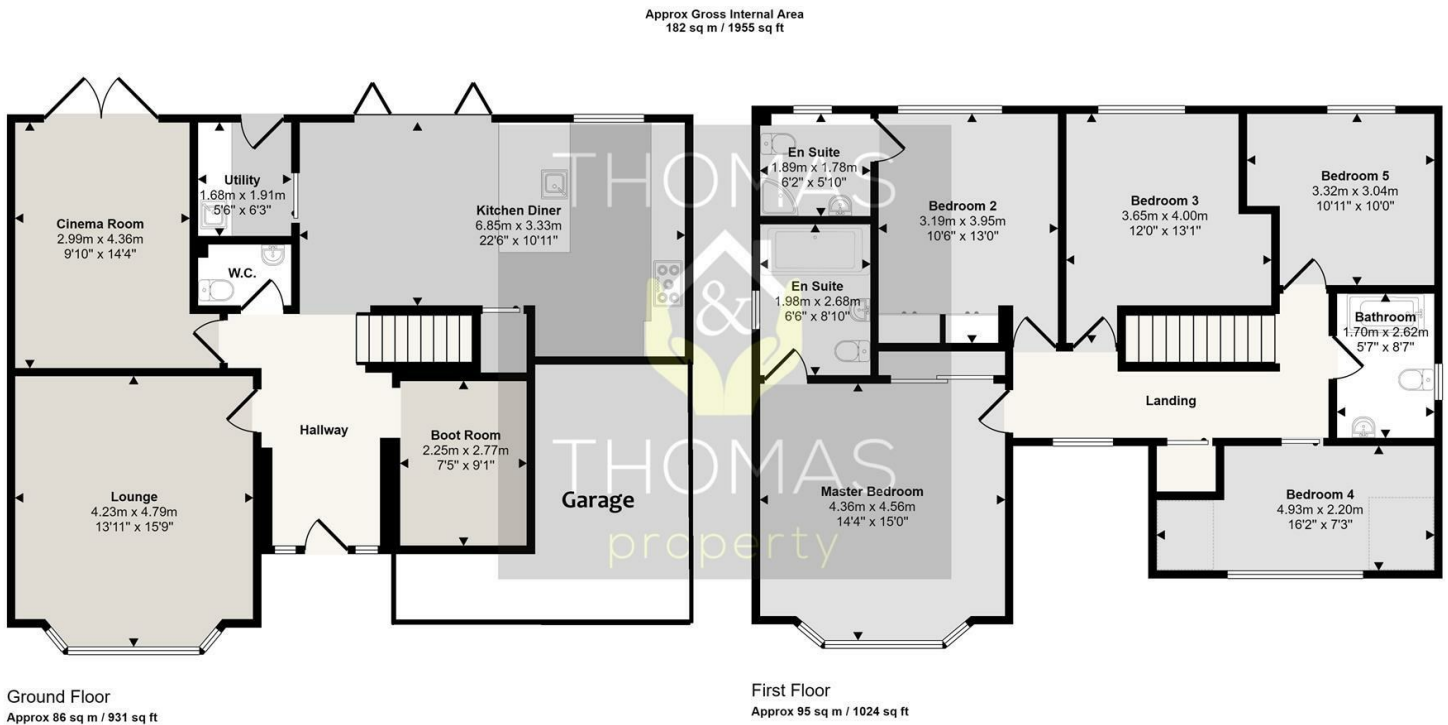 Approx Gross Internal Area
182 sq m / 1955 sq ft
Cinema Room
2.99m x 4.36m
9'10" x 14'4"
Utility
1.68m x 1.91m
5'6" x 6'3"
W.C.
Kitchen Diner
6.85m x 3.33m
22'6" x 10'11"
Lounge
4.23m x 4.79m
13'11" x 15'9"
Hallway
Boot Room
2.25m x 2.77m
7'5" x 9'1"
Garage
THOMAS
&
THOMAS
property
En Suite
1.89m x 1.78m
6'2" x 5'10"
En Suite
1.98m x 2.68m
6'6" x 8'10"
Bedroom 2
3.19m x 3.95m
10'6" x 13'0"
Bedroom 3
3.65m x 4.00m
12'0" x 13'1"
Bedroom 5
3.32m x 3.04m
10'11" x 10'0"
Bathroom
1.70m x 2.62m
5'7" x 8'7"
Landing
Master Bedroom
4.36m x 4.56m
14'4" x 15'0"
Bedroom 4
4.93m x 2.20m
16'2" x 7'3"
Ground Floor
Approx 86 sq m / 931 sq ft
First Floor
Approx 95 sq m / 1024 sq ft